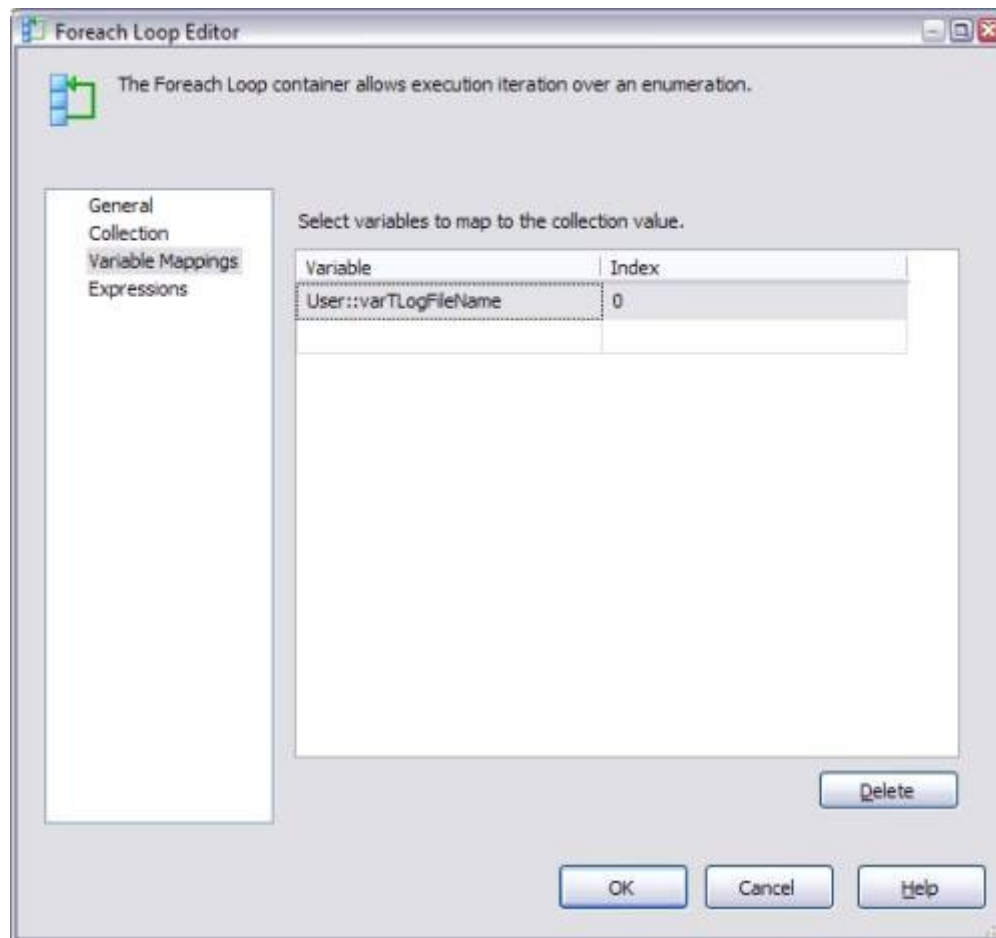 Foreach Loop Editor
The Foreach Loop container allows execution iteration over an enumeration.
General
Collection
Variable Mappings
Expressions
Select variables to map to the collection value.
Variable Index
User::varTLogFileName 0
Delete
OK Cancel Help